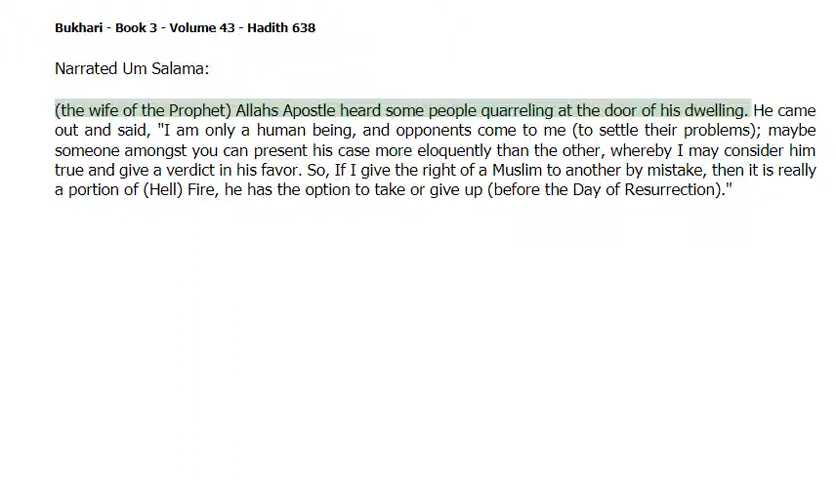 Bukhari - Book 3 - Volume 43 - Hadith 638
Narrated Um Salama:
(the wife of the Prophet) Allahs Apostle heard some people quarreling at the door of his dwelling. He came
out and said, "I am only a human being, and opponents come to me (to settle their problems); maybe
someone amongst you can present his case more eloquently than the other, whereby I may consider him
true and give a verdict in his favor. So, If I give the right of a Muslim to another by mistake, then it is really
a portion of (Hell) Fire, he has the option to take or give up (before the Day of Resurrection)."